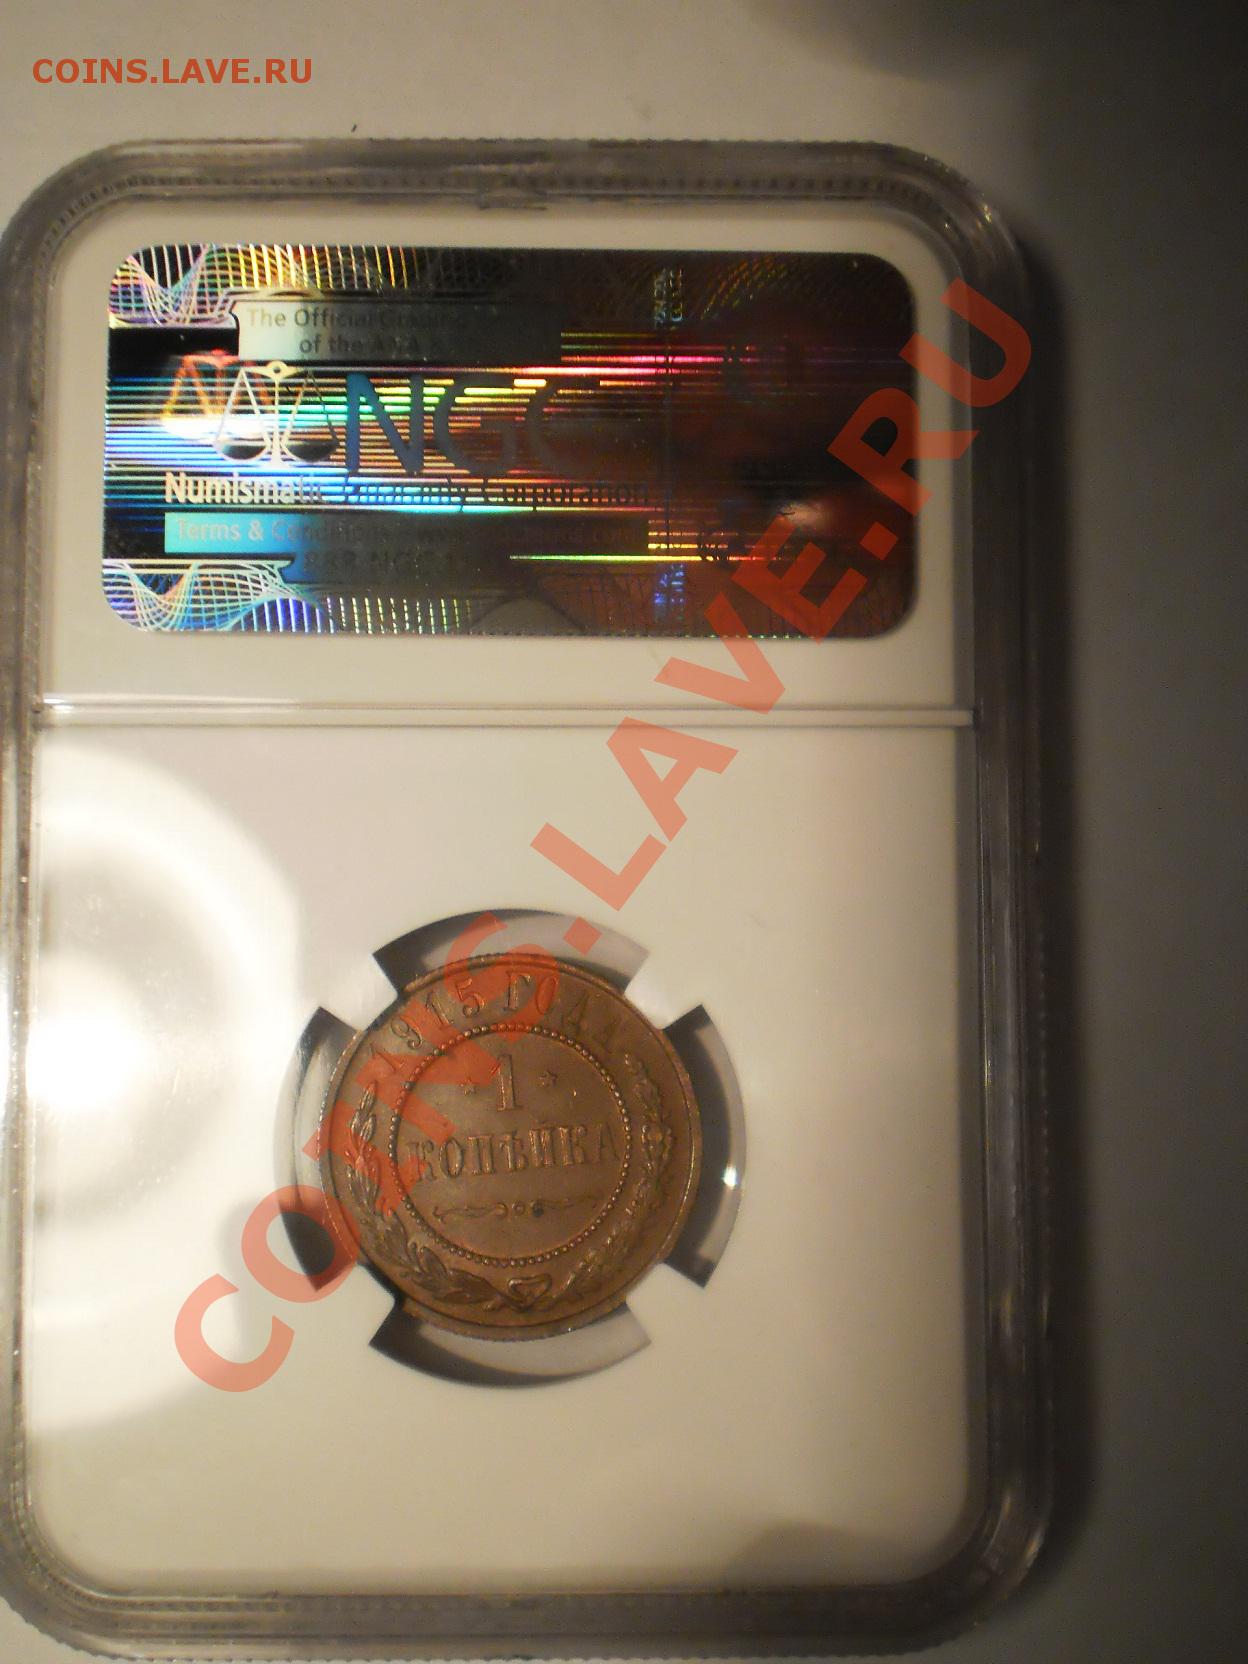 COINS.LAVE.RU
The Official Grading
of the ANA &
NGC
Numismatic Guaranty Corporation
Terms & Conditions
1915 ГОДА
1
КОПѢЙКА
COINS.LAVE.RU